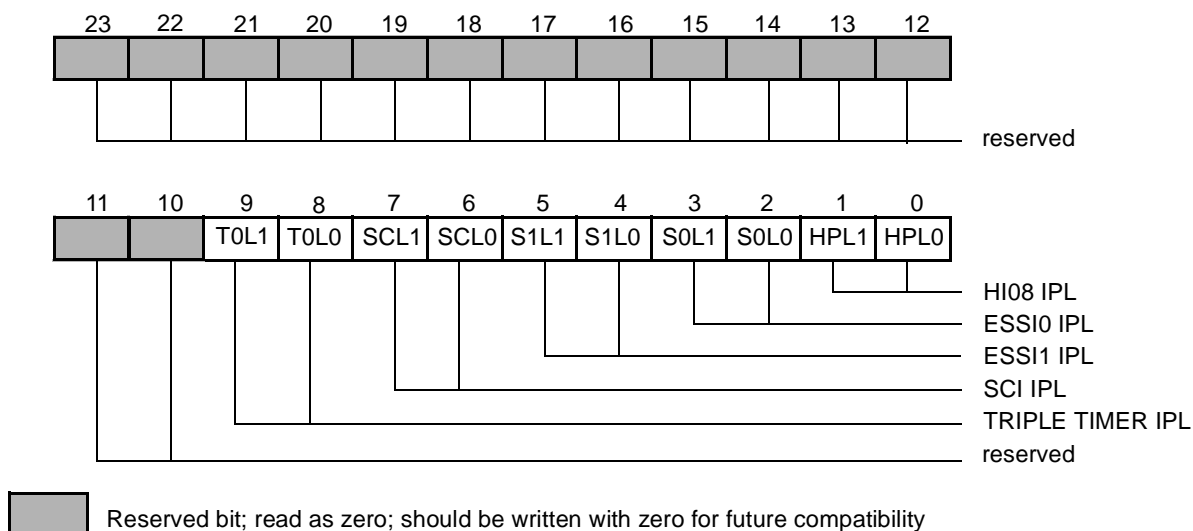 23 22 21 20 19 18 17 16 15 14 13 12
reserved
11 10 9 8 7 6 5 4 3 2 1 0
T0L1 T0L0 SCL1 SCL0 S1L1 S1L0 S0L1 S0L0 HPL1 HPL0
HI08 IPL
ESSI0 IPL
ESSI1 IPL
SCI IPL
TRIPLE TIMER IPL
reserved
Reserved bit; read as zero; should be written with zero for future compatibility